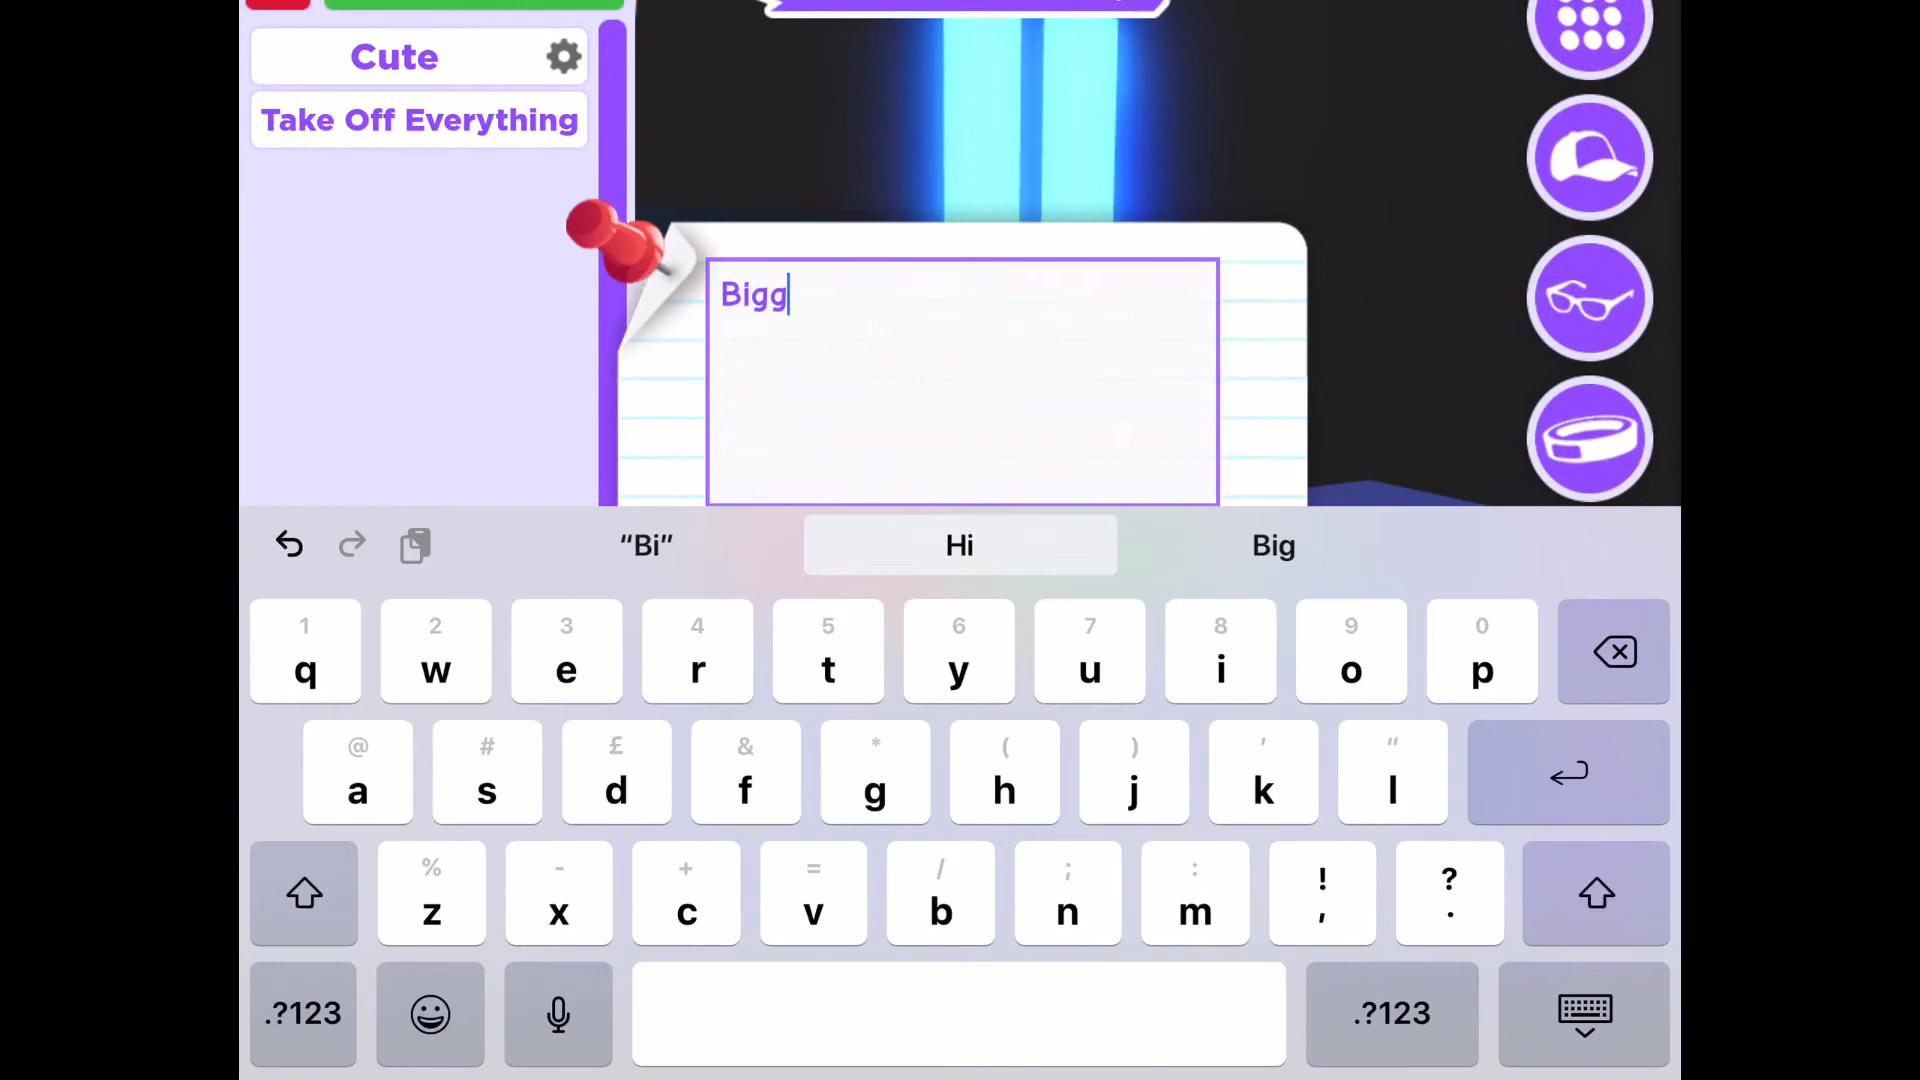 Cute
Take Off Everything
Bigg
“Bi” Hi Big
1 2 3 4 5 6 7 8 9 0
q w e r t y u i o p
@ # £ & * ( ) ' "
a s d f g h j k l
% - + = / ; : ! ?
z x c v b n m , .
.?123 .?123